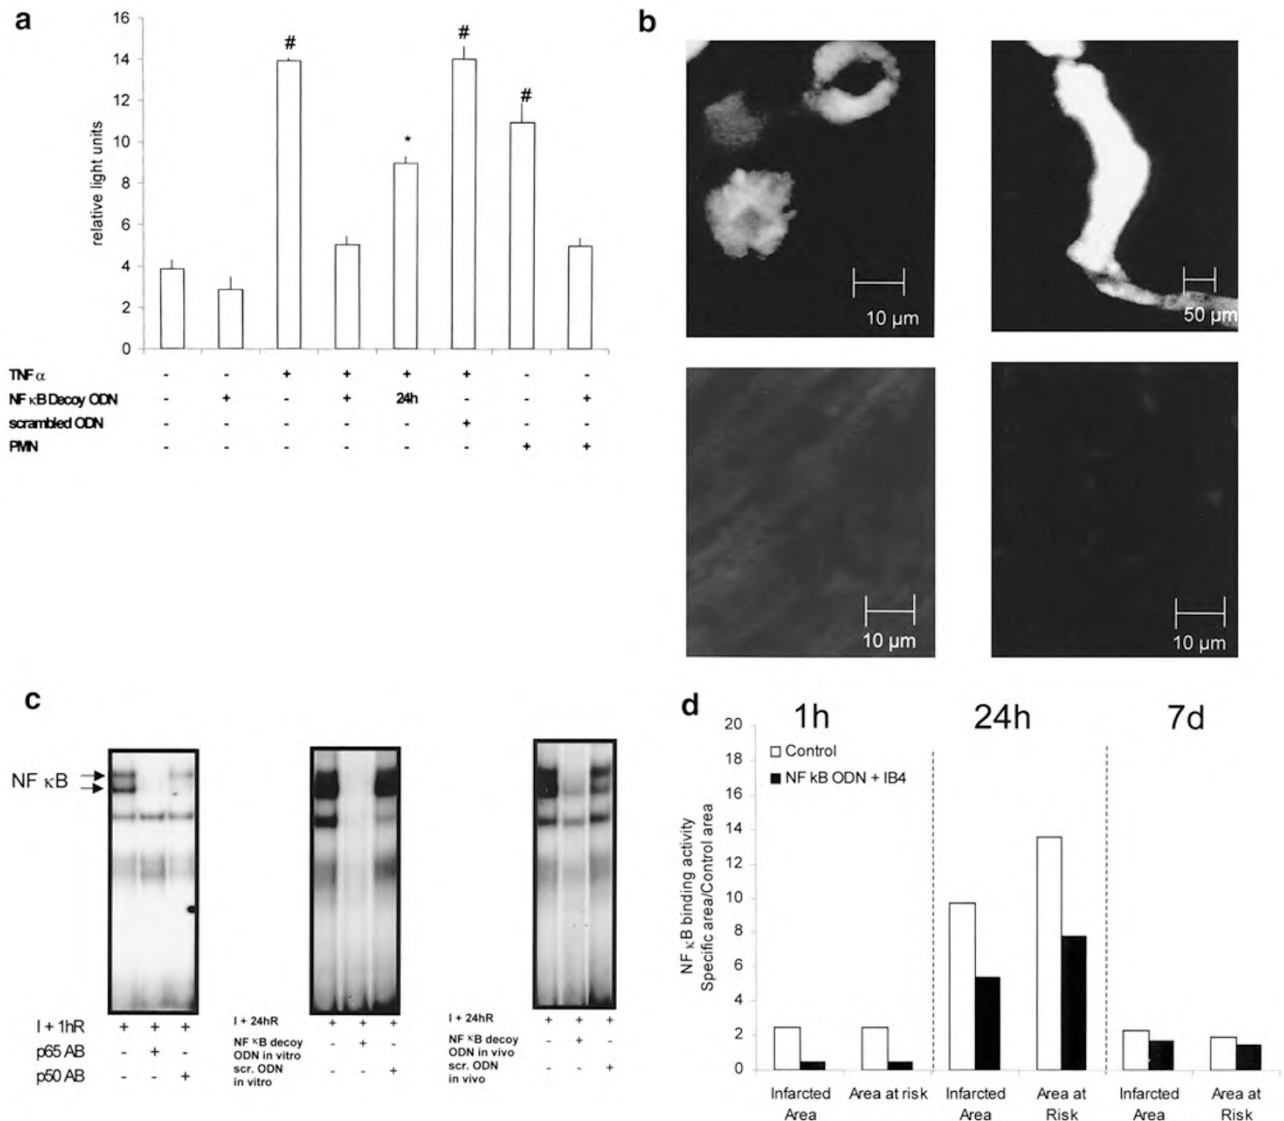 a
16
14
12
10
8
6
4
2
0
relative light units
#
*
#
#
TNF α - - + + + + - -
NF κB Decoy ODN - + - + 24h - - +
scrambled ODN - - - - - + - -
PMN - - - - - - + +
b
10 µm
50 µm
10 µm
10 µm
c
NF κB
I + 1hR + + +
p65 AB - + -
p50 AB - - +
I + 24hR + + +
NF κB decoy
ODN in vitro - + -
scr. ODN
in vitro - - +
I + 24hR + + +
NF κB decoy
ODN in vivo - + -
scr. ODN
in vivo - - +
d
1h 24h 7d
Control
NF kB ODN + IB4
20
18
16
14
12
10
8
6
4
2
0
NF κB binding activity
Specific area/Control area
Infarcted
Area
Area at risk
Infarcted
Area
Area at
Risk
Infarcted
Area
Area at
Risk